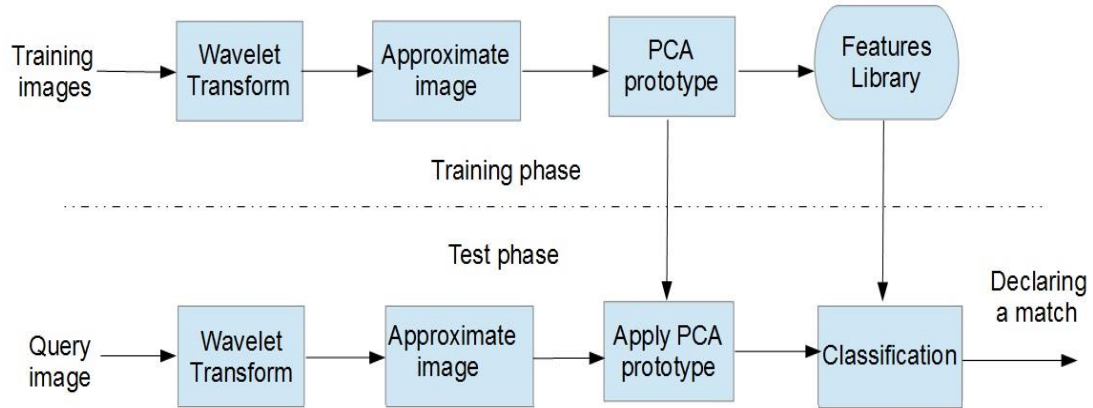 Training
images
Wavelet
Transform
Approximate
image
PCA
prototype
Features
Library
Training phase
Test phase
Query
image
Wavelet
Transform
Approximate
image
Apply PCA
prototype
Classification
Declaring
a match